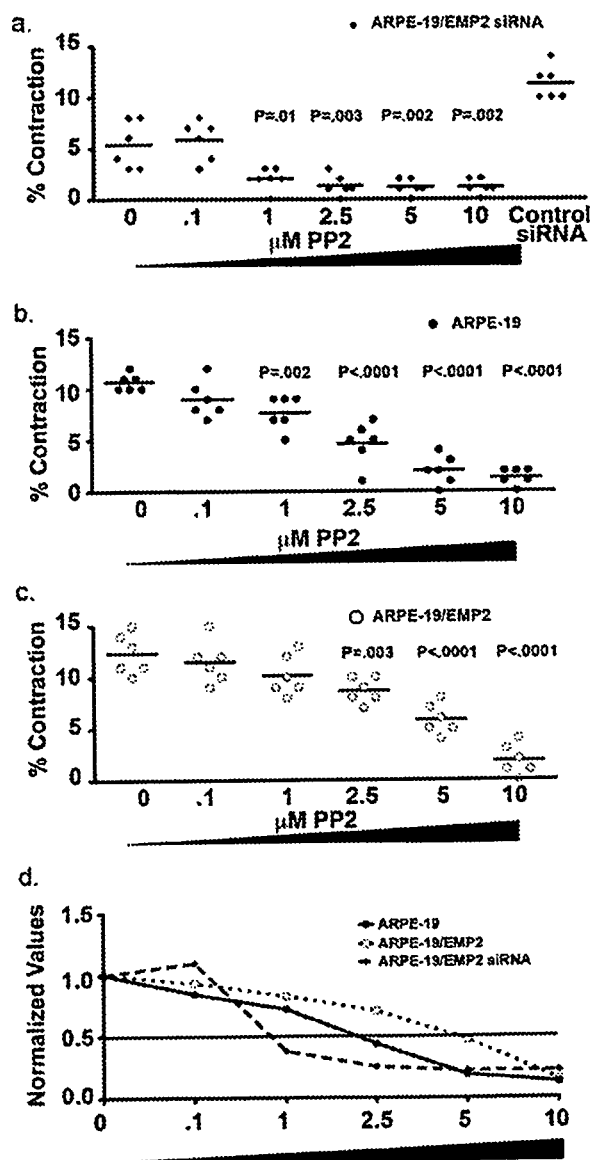 a.
ARPE-19/EMP2 siRNA
% Contraction
15
10
5
0
P=.01 P=.003 P=.002 P=.002
0 .1 1 2.5 5 10 Control siRNA
μM PP2
b.
ARPE-19
% Contraction
15
10
5
0
P=.002 P<.0001 P<.0001 P<.0001
0 .1 1 2.5 5 10
μM PP2
c.
ARPE-19/EMP2
% Contraction
15
10
5
0
P=.003 P<.0001 P<.0001
0 .1 1 2.5 5 10
μM PP2
d.
Normalized Values
1.5
1.0
0.5
0.0
ARPE-19
ARPE-19/EMP2
ARPE-19/EMP2 siRNA
0 .1 1 2.5 5 10